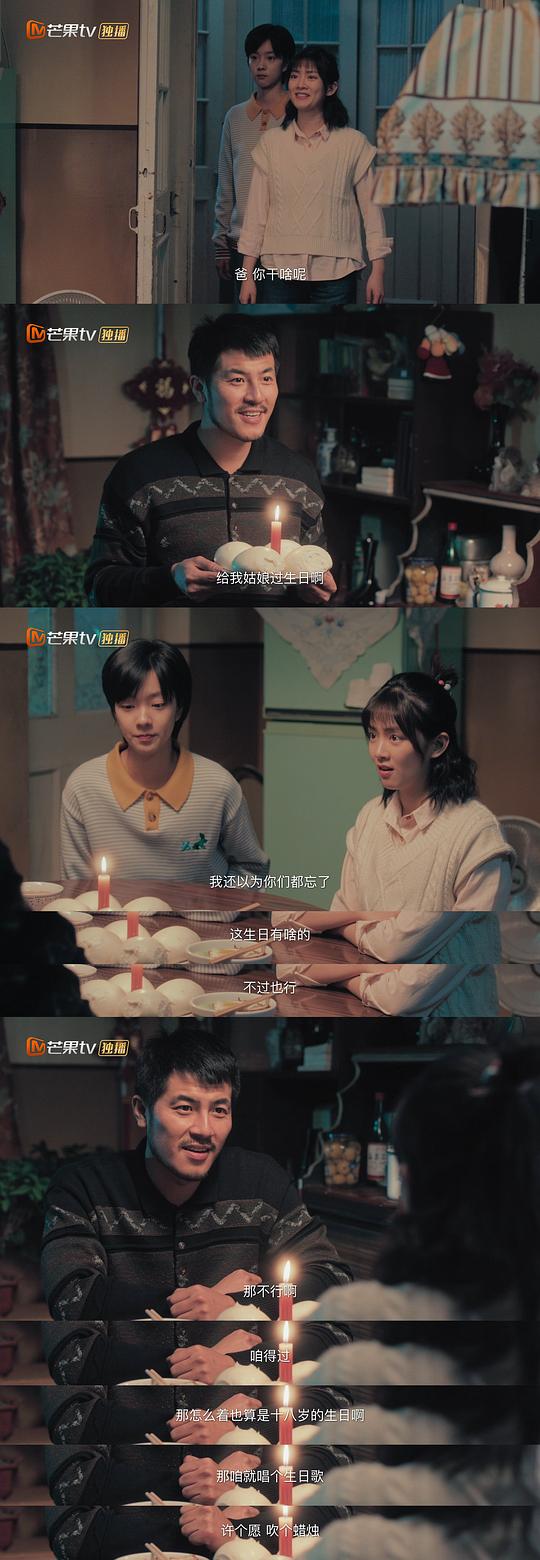 芒果tv 独播
爸 你干啥呢
芒果tv 独播
给我姑娘过生日啊
芒果tv 独播
我还以为你们都忘了
这生日有啥的
不过也行
芒果tv 独播
那不行啊
咱得过
那怎么着也算是十八岁的生日啊
那咱就唱个生日歌
许个愿 吹个蜡烛